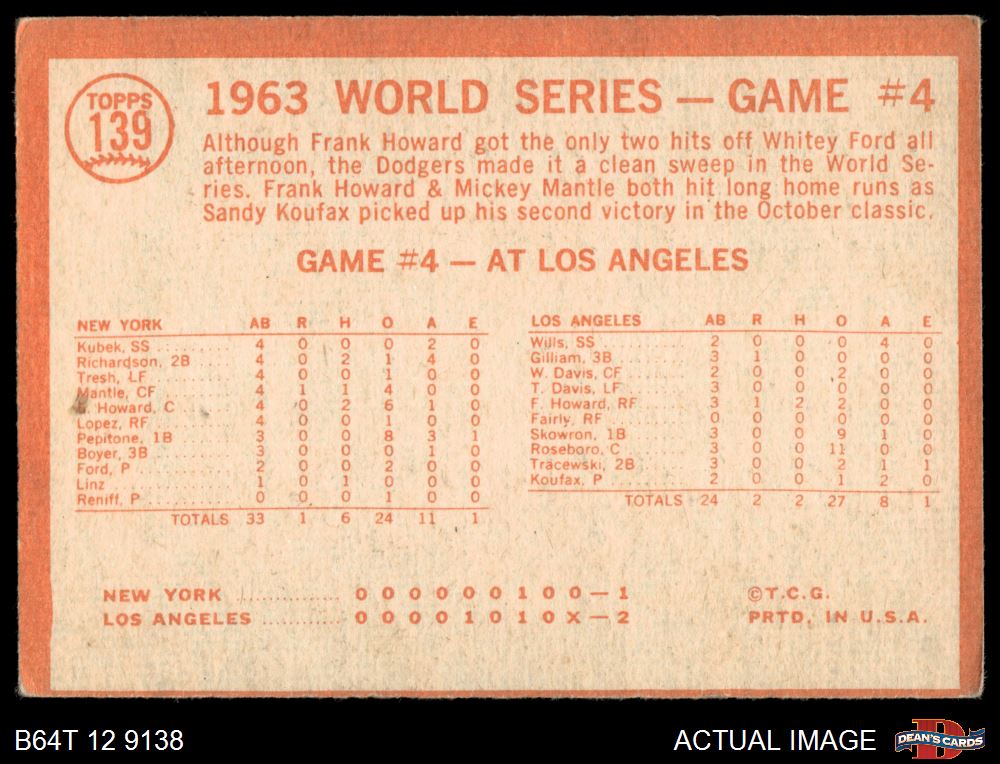 TOPPS
139
1963 WORLD SERIES — GAME #4
Although Frank Howard got the only two hits off Whitey Ford all
afternoon, the Dodgers made it a clean sweep in the World Se-
ries. Frank Howard & Mickey Mantle both hit long home runs as
Sandy Koufax picked up his second victory in the October classic.
GAME #4 — AT LOS ANGELES
NEW YORK AB R H O A E
Kubek, SS 4 0 0 0 2 0
Richardson, 2B 4 0 2 1 4 0
Tresh, LF 4 0 0 1 0 0
Mantle, CF 4 1 1 4 0 0
Howard, C 4 0 2 6 1 0
Lopez, RF 4 0 0 1 0 0
Pepitone, 1B 3 0 0 8 3 1
Boyer, 3B 3 0 0 0 1 0
Ford, P 2 0 0 2 0 0
Linz 1 0 1 0 0 0
Reniff, P 0 0 0 1 0 0
TOTALS 33 1 6 24 11 1
LOS ANGELES AB R H O A E
Wills, SS 2 0 0 0 4 0
Gilliam, 3B 3 1 0 0 0 0
W. Davis, CF 2 0 0 2 0 0
T. Davis, LF 3 0 0 0 0 0
F. Howard, RF 3 1 2 2 0 0
Fairly, RF 0 0 0 0 0 0
Skowron, 1B 3 0 0 9 1 0
Roseboro, C 3 0 0 11 0 0
Tracewski, 2B 3 0 0 2 1 1
Koufax, P 2 0 0 1 2 0
TOTALS 24 2 2 27 8 1
NEW YORK 0 0 0 0 0 0 1 0 0 — 1
LOS ANGELES 0 0 0 0 1 0 1 0 X — 2
©T.C.G.
PRTD. IN U.S.A.
B64T 12 9138
ACTUAL IMAGE
DEAN'S CARDS